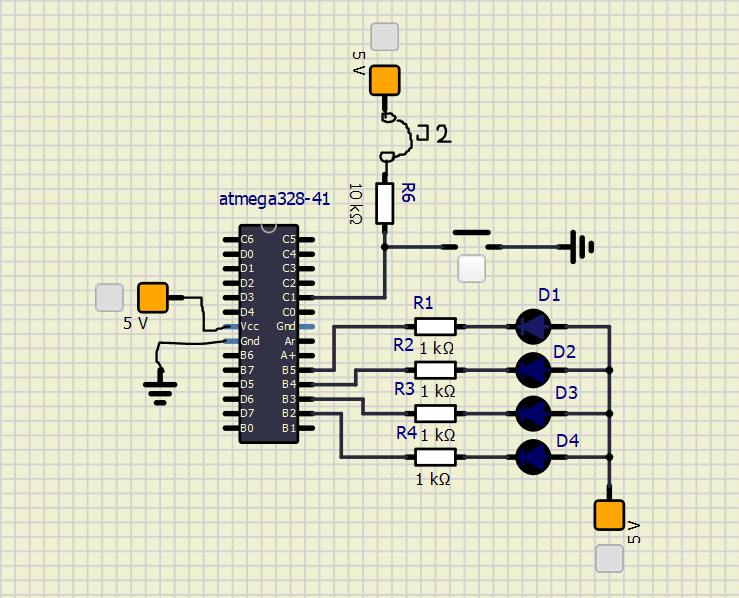 5 V
J2
10 kΩ
R6
atmega328-41
C6 C5
D0 C4
D1 C3
D2 C2
D3 C1
D4 C0
Vcc Gnd
Gnd Ar
B6 A+
B7 B5
D5 B4
D6 B3
D7 B2
B0 B1
5 V
R1
1 kΩ
D1
R2
1 kΩ
D2
R3
1 kΩ
D3
R4
1 kΩ
D4
5 V